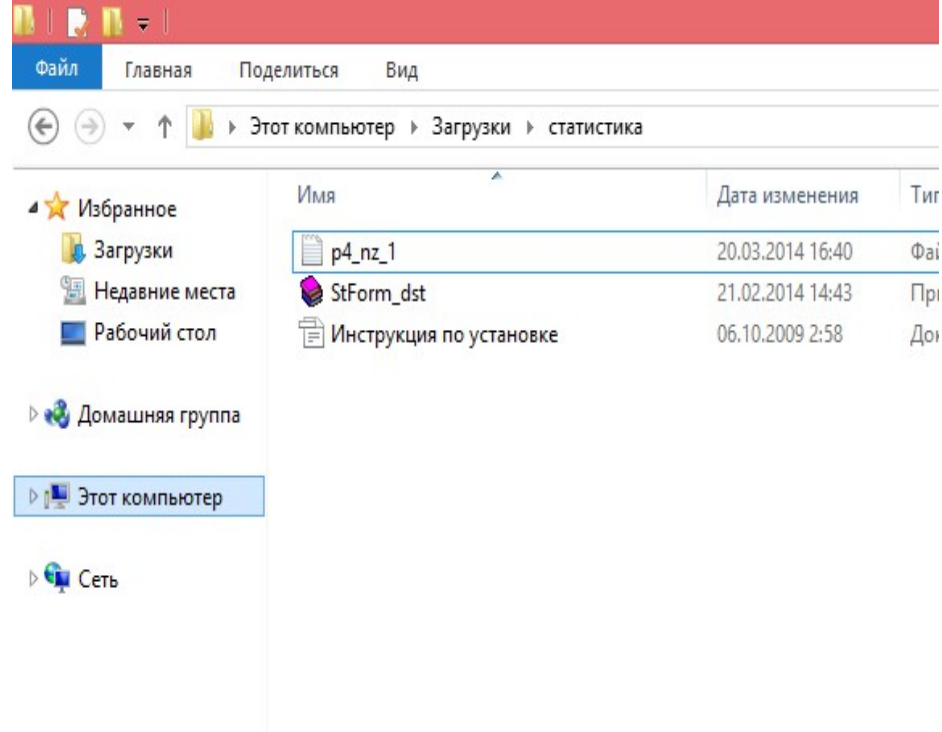 Файл Главная Поделиться Вид
Этот компьютер Загрузки статистика
Избранное
Загрузки
Недавние места
Рабочий стол
Домашняя группа
Этот компьютер
Сеть
Имя Дата изменения
p4_nz_1 20.03.2014 16:40
StForm_dst 21.02.2014 14:43
Инструкция по установке 06.10.2009 2:58